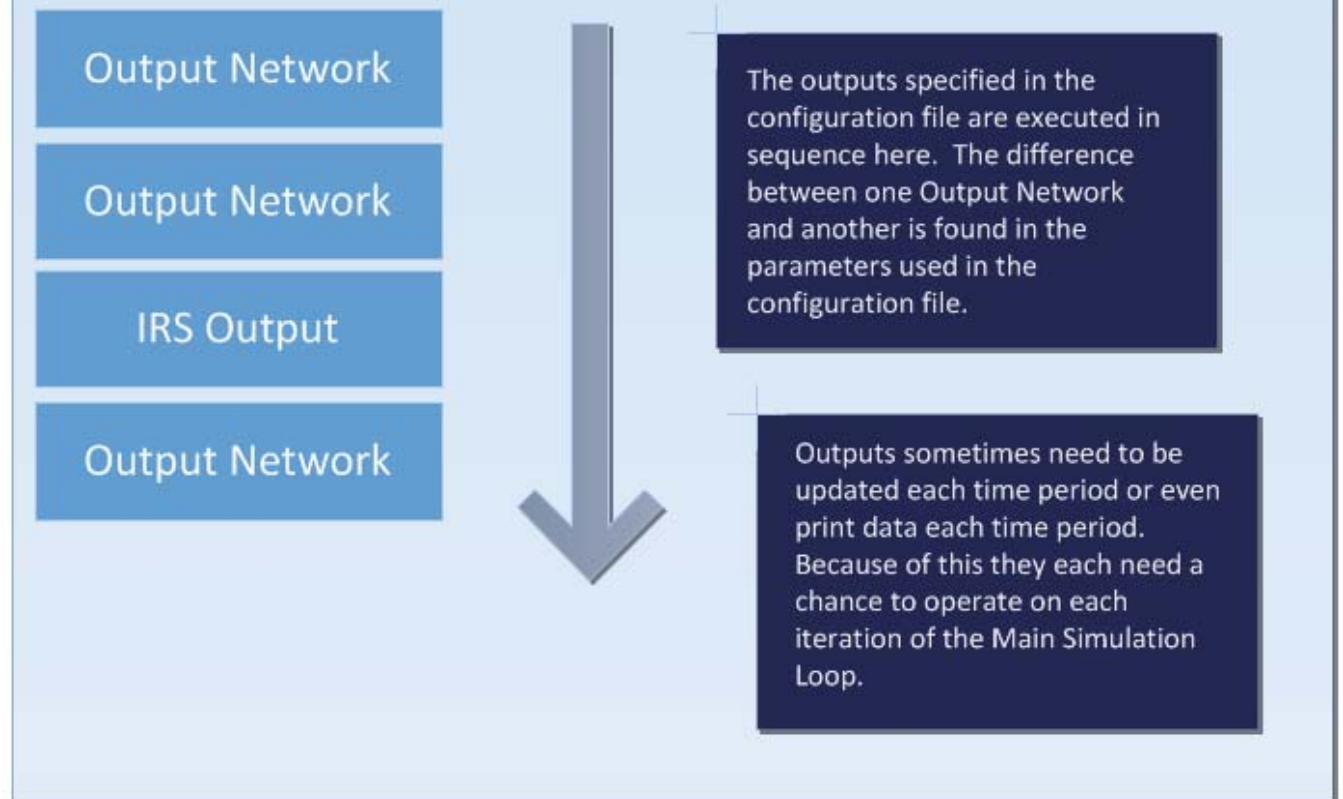 Output Network
Output Network
IRS Output
Output Network
The outputs specified in the
configuration file are executed in
sequence here.  The difference
between one Output Network
and another is found in the
parameters used in the
configuration file.
Outputs sometimes need to be
updated each time period or even
print data each time period.
Because of this they each need a
chance to operate on each
iteration of the Main Simulation
Loop.